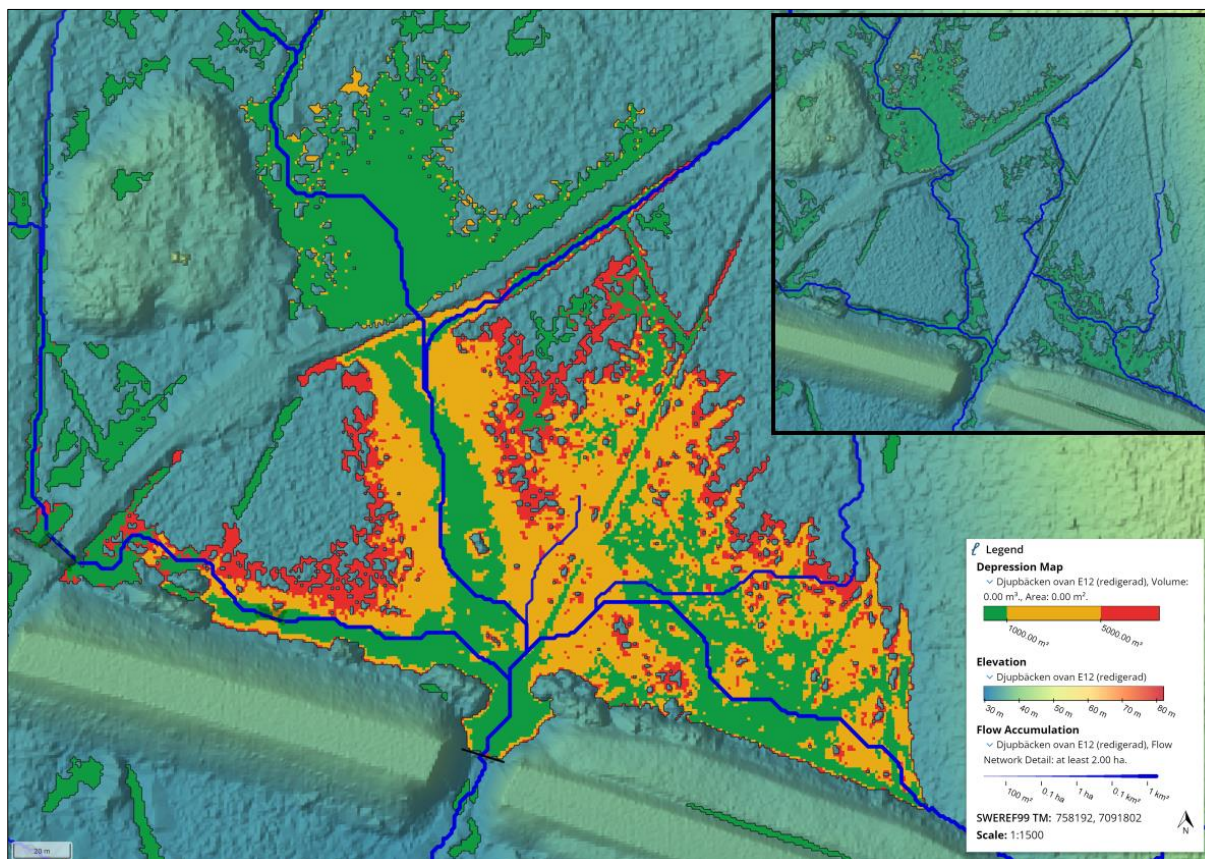 Legend
Depression Map
Djupbäcken ovan E12 (redigerad), Volume:
0.00 m³., Area: 0.00 m².
1000.00 m³
5000.00 m³
Elevation
Djupbäcken ovan E12 (redigerad)
30 m
40 m
50 m
60 m
70 m
80 m
Flow Accumulation
Djupbäcken ovan E12 (redigerad), Flow
Network Detail: at least 2.00 ha.
100 m²
0.1 ha
1 ha
0.1 km²
1 km²
SWEREF99 TM: 758192, 7091802
Scale: 1:1500
N
20 m